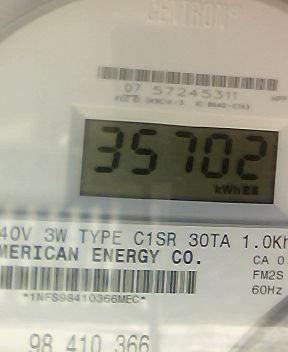 CENTRON®
07 57245311
35702
kWh
40V 3W TYPE C1SR 30TA 1.0Kh
MERICAN ENERGY CO.
CA 0
FM2S
60Hz
*1NFS98410366MEC*
98 410 366